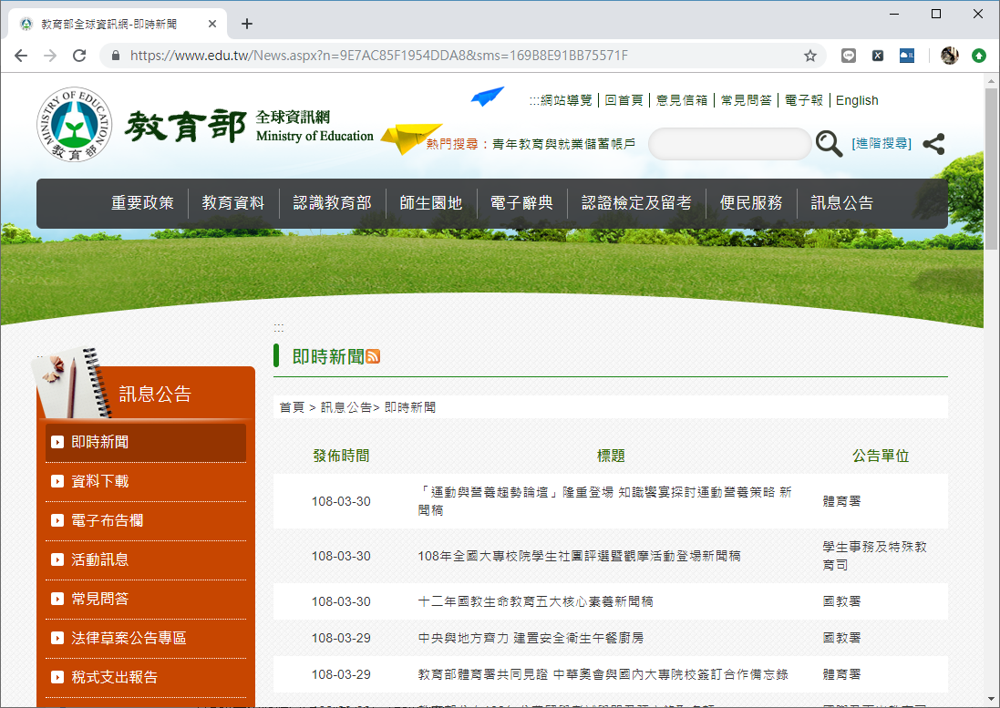 教育部全球資訊網-即時新聞
https://www.edu.tw/News.aspx?n=9E7AC85F1954DDA8&sms=169B8E91BB75571F
:::網站導覽 | 回首頁 | 意見信箱 | 常見問答 | 電子報 | English
MINISTRY OF EDUCATION
教育部
教育部
全球資訊網
Ministry of Education
熱門搜尋：青年教育與就業儲蓄帳戶
[進階搜尋]
重要政策 教育資料 認識教育部 師生園地 電子辭典 認證檢定及留考 便民服務 訊息公告
:::
即時新聞
首頁 > 訊息公告> 即時新聞
訊息公告
即時新聞
資料下載
電子布告欄
活動訊息
常見問答
法律草案公告專區
稅式支出報告
發佈時間 標題 公告單位
108-03-30 「運動與營養趨勢論壇」隆重登場 知識饗宴探討運動營養策略 新
聞稿 體育署
108-03-30 108年全國大專校院學生社團評選暨觀摩活動登場新聞稿 學生事務及特殊教
育司
108-03-30 十二年國教生命教育五大核心素養新聞稿 國教署
108-03-29 中央與地方齊力 建置安全衛生午餐廚房 國教署
108-03-29 教育部體育署共同見證 中華奧會與國內大專院校簽訂合作備忘錄 體育署